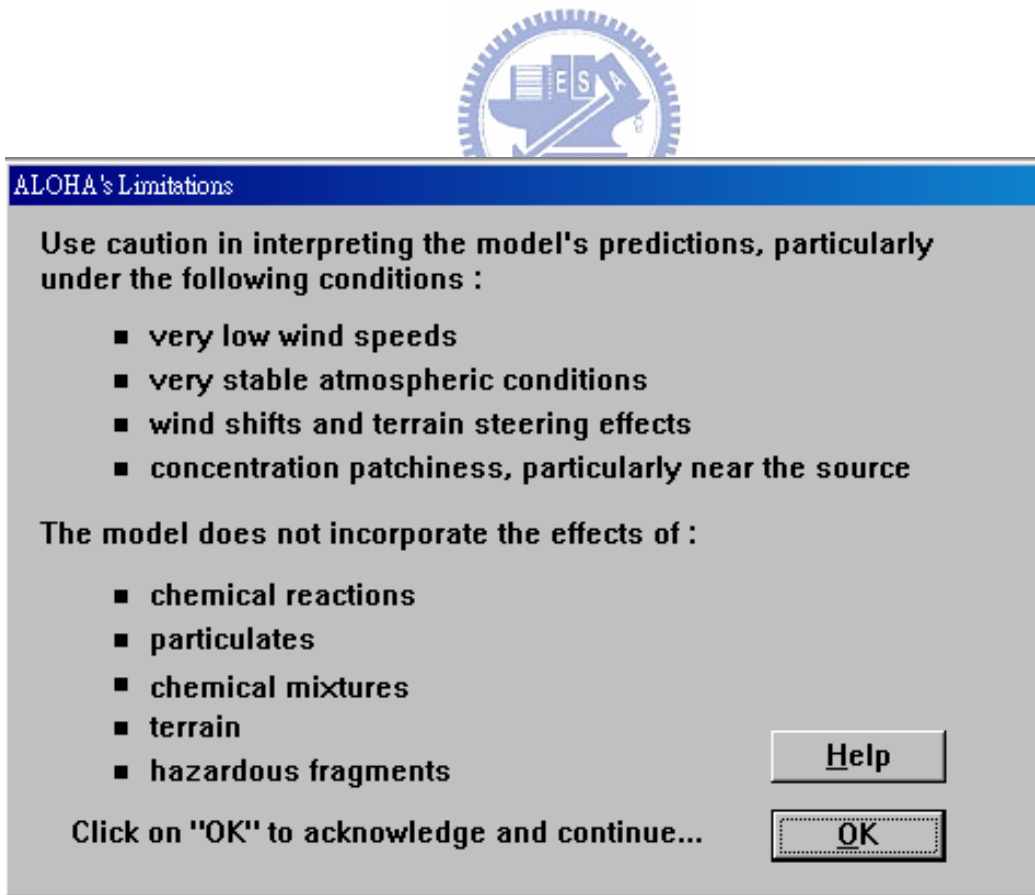 E S A
ALOHA's Limitations
Use caution in interpreting the model's predictions, particularly
under the following conditions :
■ very low wind speeds
■ very stable atmospheric conditions
■ wind shifts and terrain steering effects
■ concentration patchiness, particularly near the source
The model does not incorporate the effects of :
■ chemical reactions
■ particulates
■ chemical mixtures
■ terrain
■ hazardous fragments
Help
Click on "OK" to acknowledge and continue...
OK